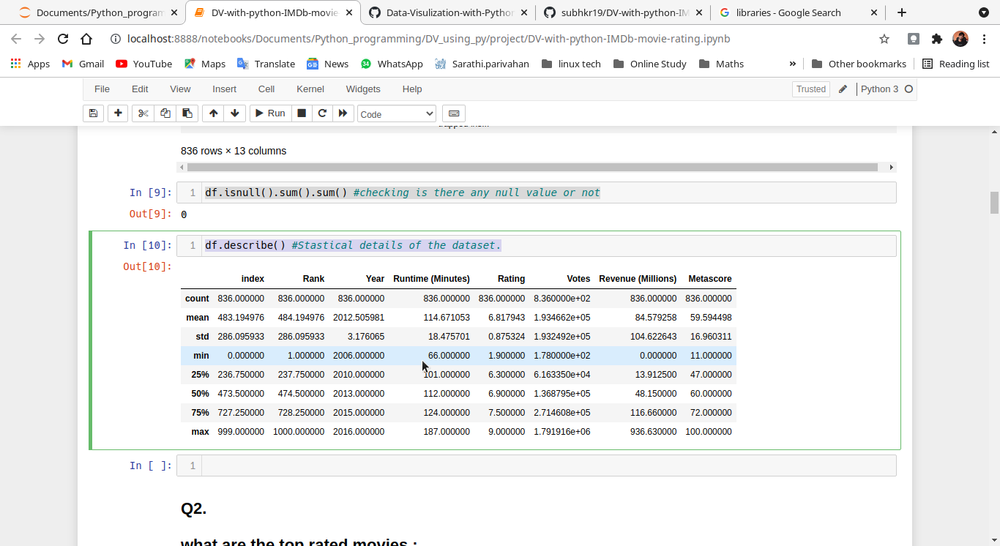 Documents/Python_program
DV-with-python-IMDb-movie
Data-Visulization-with-Python
subhkr19/DV-with-python-IM
libraries - Google Search
localhost:8888/notebooks/Documents/Python_programming/DV_using_py/project/DV-with-python-IMDb-movie-rating.ipynb
Apps Gmail YouTube Maps Translate News 34 WhatsApp Sarathi.parivahan linux tech Online Study Maths » Other bookmarks Reading list
File Edit View Insert Cell Kernel Widgets Help Trusted Python 3
Run Code
836 rows × 13 columns
In [9]: 1 df.isnull().sum().sum() #checking is there any null value or not
Out[9]: 0
In [10]: 1 df.describe() #Stastical details of the dataset.
Out[10]:
index Rank Year Runtime (Minutes) Rating Votes Revenue (Millions) Metascore
count 836.000000 836.000000 836.000000 836.000000 836.000000 8.360000e+02 836.000000 836.000000
mean 483.194976 484.194976 2012.505981 114.671053 6.817943 1.934662e+05 84.579258 59.594498
std 286.095933 286.095933 3.176065 18.475701 0.875324 1.932492e+05 104.622643 16.960311
min 0.000000 1.000000 2006.000000 66.000000 1.900000 1.780000e+02 0.000000 11.000000
25% 236.750000 237.750000 2010.000000 101.000000 6.300000 6.163350e+04 13.912500 47.000000
50% 473.500000 474.500000 2013.000000 112.000000 6.900000 1.368795e+05 48.150000 60.000000
75% 727.250000 728.250000 2015.000000 124.000000 7.500000 2.714608e+05 116.660000 72.000000
max 999.000000 1000.000000 2016.000000 187.000000 9.000000 1.791916e+06 936.630000 100.000000
In [ ]: 1
Q2.
what are the top rated movies :